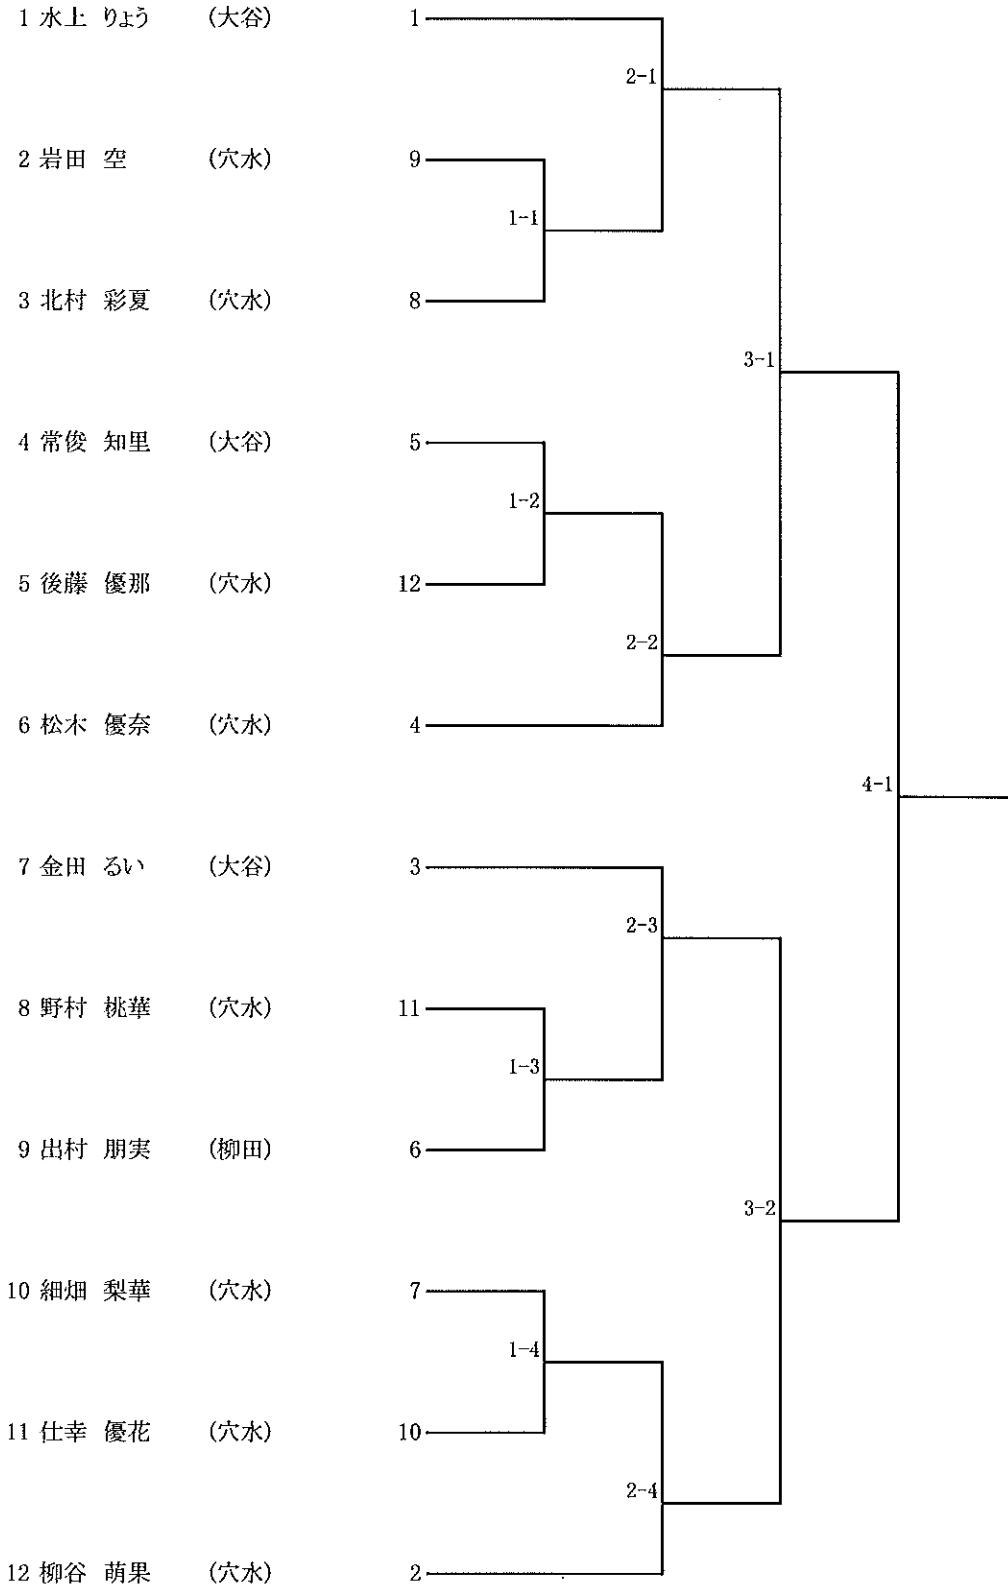 1 水上 りょう (大谷) 1
2-1
2 岩田 空 (穴水) 9
1-1
3 北村 彩夏 (穴水) 8
3-1
4 常俊 知里 (大谷) 5
1-2
5 後藤 優那 (穴水) 12
2-2
6 松木 優奈 (穴水) 4
4-1
7 金田 るい (大谷) 3
2-3
8 野村 桃華 (穴水) 11
1-3
9 出村 朋実 (柳田) 6
3-2
10 細畑 梨華 (穴水) 7
1-4
11 仕幸 優花 (穴水) 10
2-4
12 柳谷 萌果 (穴水) 2